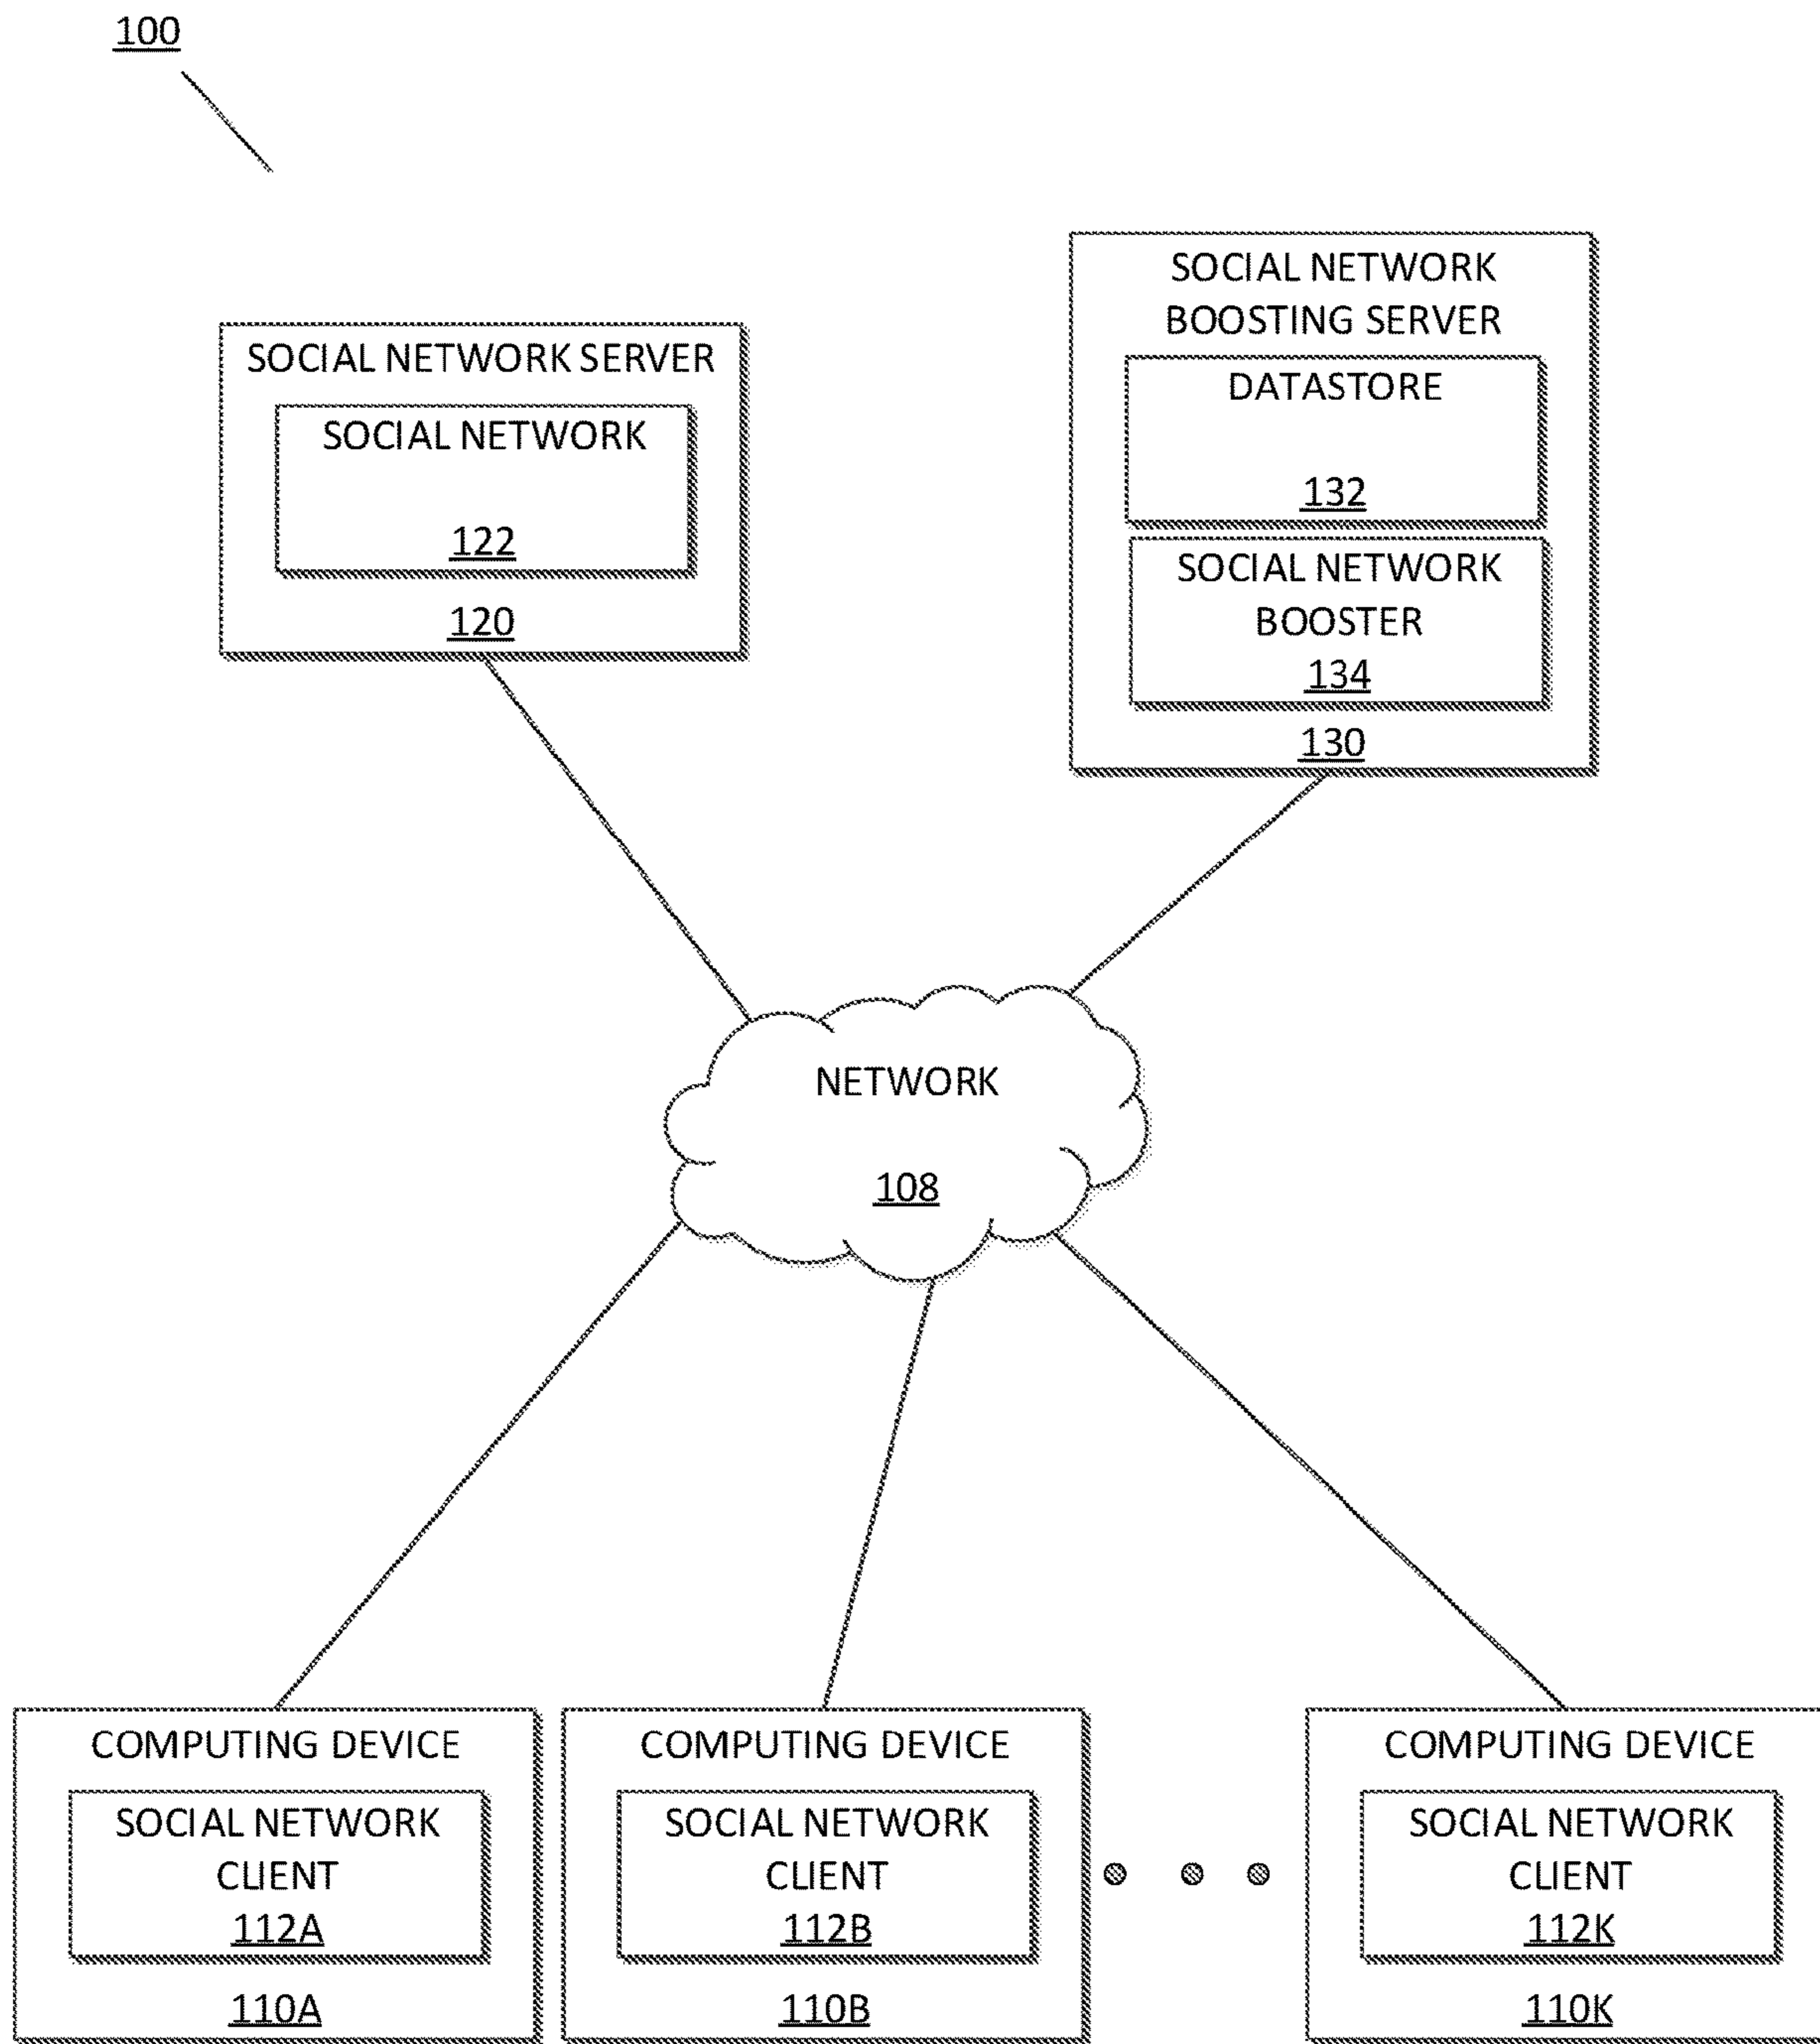 100
SOCIAL NETWORK
BOOSTING SERVER
DATASTORE
132
SOCIAL NETWORK
BOOSTER
134
130
SOCIAL NETWORK SERVER
SOCIAL NETWORK
122
120
NETWORK
108
COMPUTING DEVICE
SOCIAL NETWORK
CLIENT
112A
110A
COMPUTING DEVICE
SOCIAL NETWORK
CLIENT
112B
110B
COMPUTING DEVICE
SOCIAL NETWORK
CLIENT
112K
110K